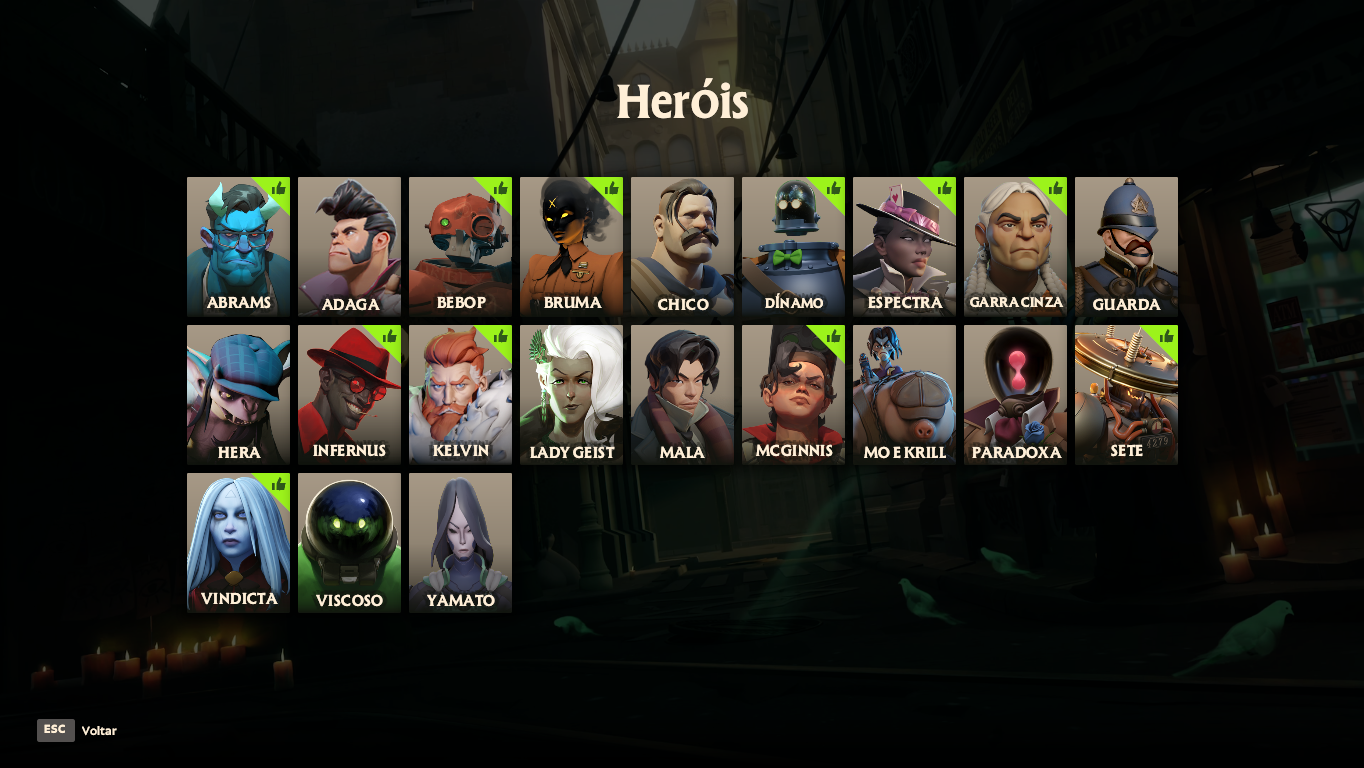 Heróis
ABRAMS
ADAGA
BEBOP
BRUMA
CHICO
DÍNAMO
ESPECTRA
GARRA CINZA
GUARDA
HERA
INFERNUS
KELVIN
LADY GEIST
MALA
MCGINNIS
MO E KRILL
PARADOXA
SETE
VINDICTA
VISCOSO
YAMATO
ESC Voltar